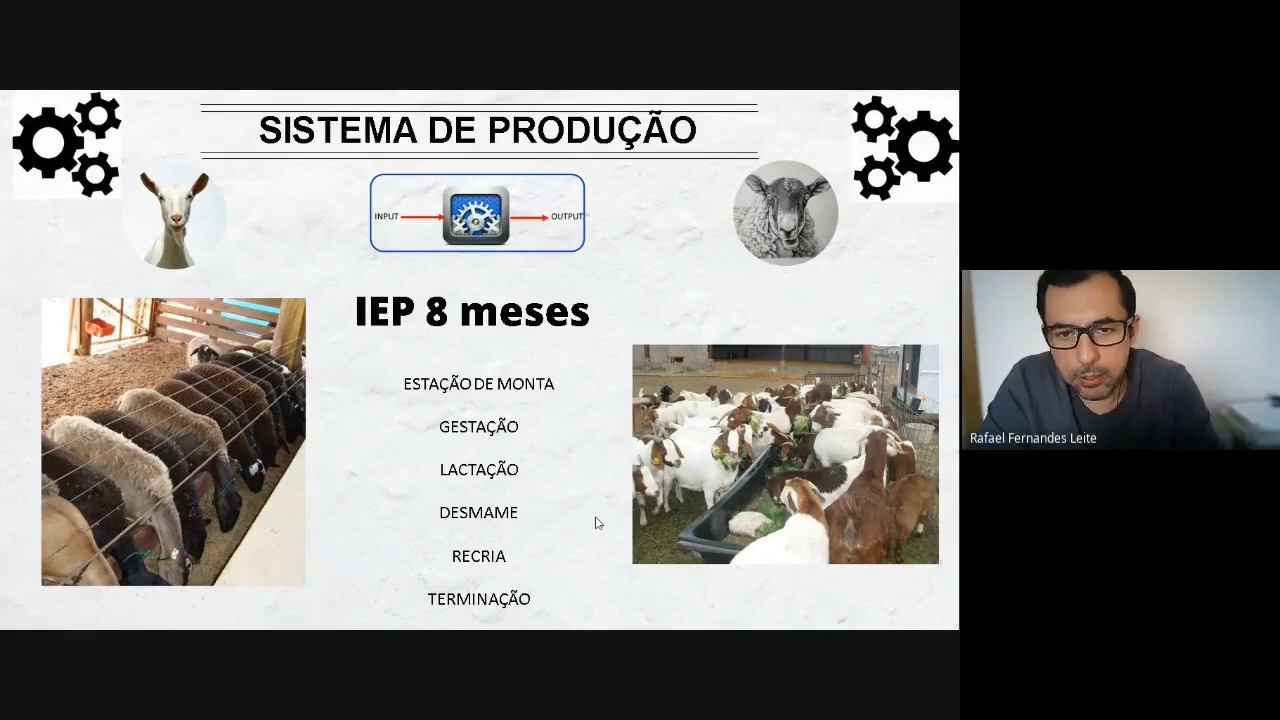 SISTEMA DE PRODUÇÃO
INPUT
OUTPUT
IEP 8 meses
ESTAÇÃO DE MONTA
GESTAÇÃO
LACTAÇÃO
DESMAME
RECRIA
TERMINAÇÃO
Rafael Fernandes Leite